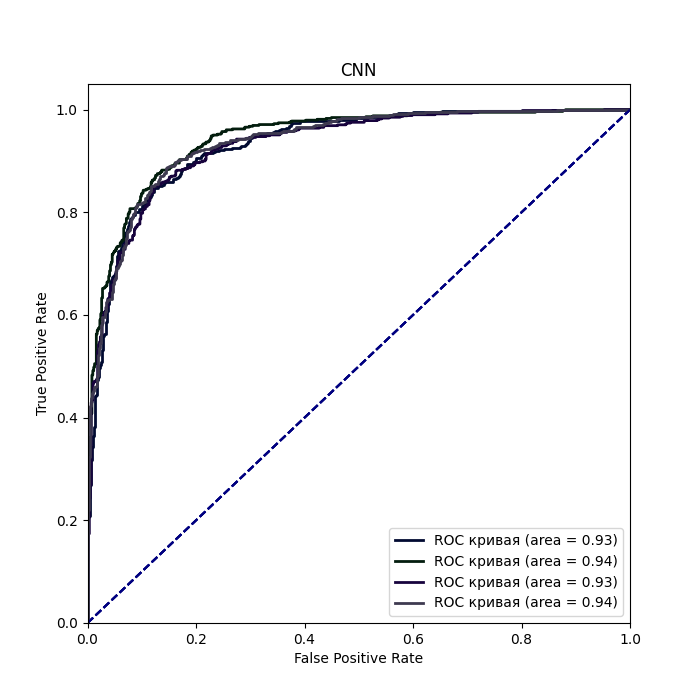 CNN
1.0
0.8
0.6
0.4
0.2
0.0
True Positive Rate
ROC кривая (area = 0.93)
ROC кривая (area = 0.94)
ROC кривая (area = 0.93)
ROC кривая (area = 0.94)
0.0 0.2 0.4 0.6 0.8 1.0
False Positive Rate